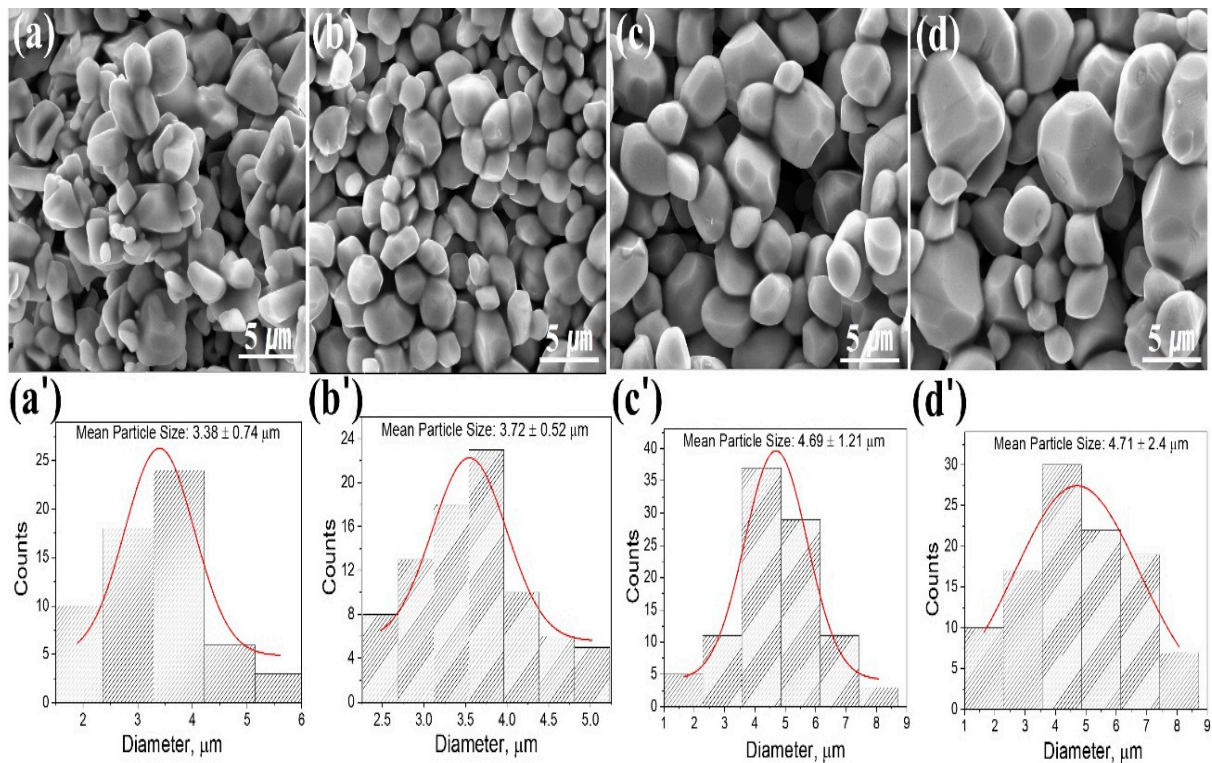 (a)
(b)
(c)
(d)
5 μm
5 μm
5 μm
5 μm
(a')
(b')
(c')
(d')
Mean Particle Size: 3.38 ± 0.74 μm
25
20
15
10
5
0
Counts
2
3
4
5
6
Diameter, μm
Mean Particle Size: 3.72 ± 0.52 μm
24
20
16
12
8
4
0
Counts
2.5
3.0
3.5
4.0
4.5
5.0
Diameter, μm
Mean Particle Size: 4.69 ± 1.21 μm
40
35
30
25
20
15
10
5
0
Counts
1
2
3
4
5
6
7
8
9
Diameter, μm
Mean Particle Size: 4.71 ± 2.4 μm
30
25
20
15
10
5
0
Counts
1
2
3
4
5
6
7
8
9
Diameter, μm